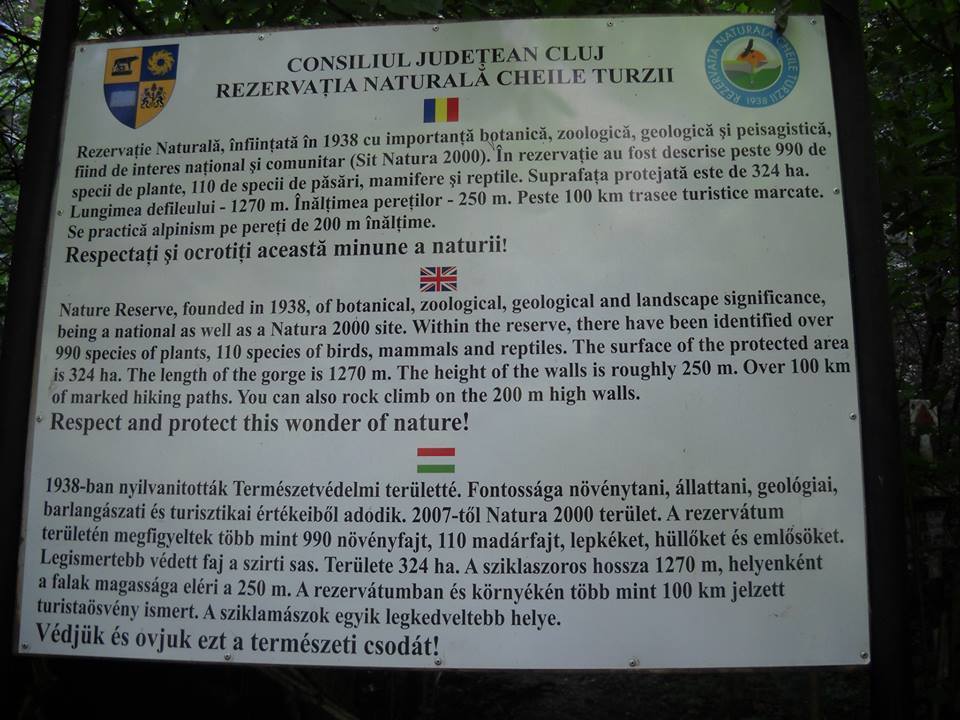 CONSILIUL JUDEȚEAN CLUJ
REZERVAȚIA NATURALĂ CHEILE TURZII
REZERVAȚIA NATURALĂ CHEILE TURZII
1938
Rezervație Naturală, înființată în 1938 cu importanță botanică, zoologică, geologică și peisagistică,
fiind de interes național și comunitar (Sit Natura 2000). În rezervație au fost descrise peste 990 de
specii de plante, 110 de specii de păsări, mamifere și reptile. Suprafața protejată este de 324 ha.
Lungimea defileului - 1270 m. Înălțimea pereților - 250 m. Peste 100 km trasee turistice marcate.
Se practică alpinism pe pereți de 200 m înălțime.
Respectați și ocrotiți această minune a naturii!
Nature Reserve, founded in 1938, of botanical, zoological, geological and landscape significance,
being a national as well as a Natura 2000 site. Within the reserve, there have been identified over
990 species of plants, 110 species of birds, mammals and reptiles. The surface of the protected area
is 324 ha. The length of the gorge is 1270 m. The height of the walls is roughly 250 m. Over 100 km
of marked hiking paths. You can also rock climb on the 200 m high walls.
Respect and protect this wonder of nature!
1938-ban nyilvanitották Természetvédelmi területté. Fontossága növénytani, állattani, geológiai,
barlangászati és turisztikai értékeiből adodik. 2007-től Natura 2000 terület. A rezervátum
területén megfigyeltek több mint 990 növényfajt, 110 madárfajt, lepkéket, hüllőket és emlősöket.
Legismertebb védett faj a szirti sas. Területe 324 ha. A sziklaszoros hossza 1270 m, helyenként
a falak magassága eléri a 250 m. A rezervátumban és környékén több mint 100 km jelzett
turistaösvény ismert. A sziklamászok egyik legkedveltebb helye.
Védjük és ovjuk ezt a természeti csodát!